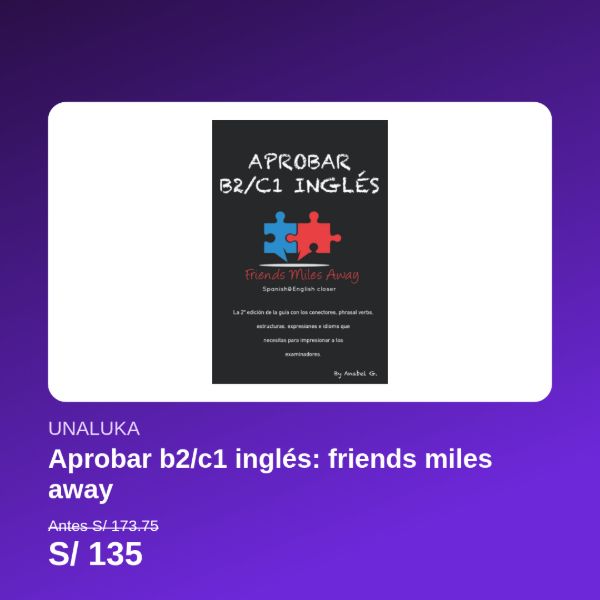 APROBAR
B2/C1 INGLÉS
Friends Miles Away
Spanish&English closer
La 2ª edición de la guía con los conectores, phrasal verbs,
estructuras, expresiones e idioms que
necesitas para impresionar a los
examinadores.
By Anabel G.
UNALUKA
Aprobar b2/c1 inglés: friends miles
away
Antes S/ 173.75
S/ 135